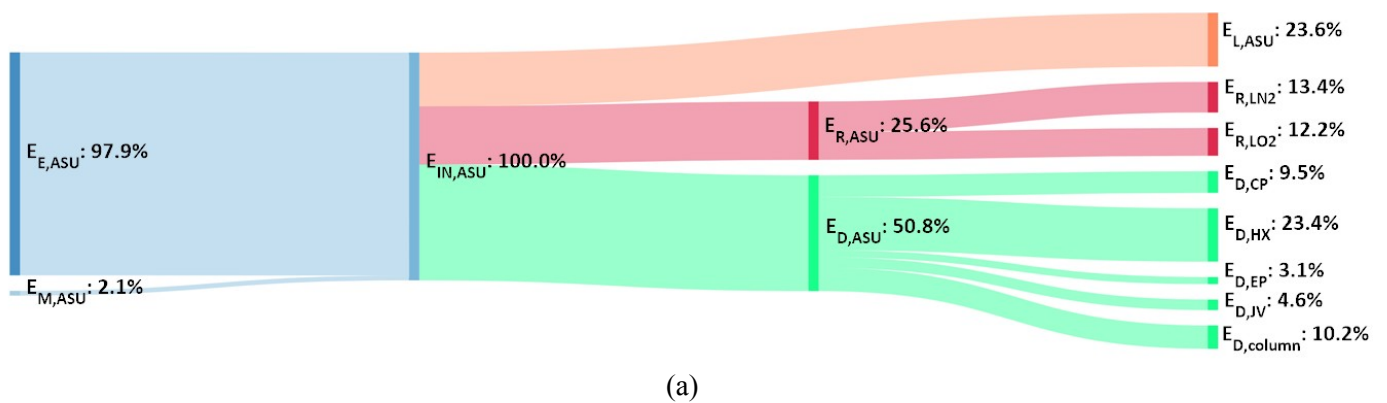 E_L,ASU: 23.6%
E_R,LN2: 13.4%
E_E,ASU: 97.9%
E_IN,ASU: 100.0%
E_R,ASU: 25.6%
E_R,LO2: 12.2%
E_D,CP: 9.5%
E_D,ASU: 50.8%
E_D,HX: 23.4%
E_D,EP: 3.1%
E_M,ASU: 2.1%
E_D,JV: 4.6%
E_D,column: 10.2%
(a)